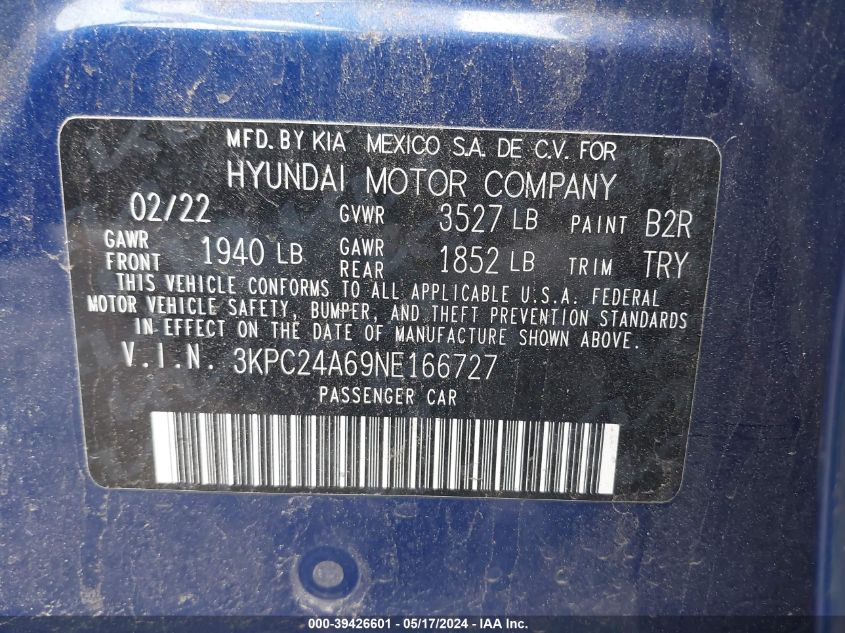 MFD. BY KIA MEXICO S.A. DE C.V. FOR
HYUNDAI MOTOR COMPANY
02/22 GVWR 3527 LB PAINT B2R
GAWR FRONT 1940 LB GAWR REAR 1852 LB TRIM TRY
THIS VEHICLE CONFORMS TO ALL APPLICABLE U.S.A. FEDERAL
MOTOR VEHICLE SAFETY, BUMPER, AND THEFT PREVENTION STANDARDS
IN EFFECT ON THE DATE OF MANUFACTURE SHOWN ABOVE.
V.I.N. 3KPC24A69NE166727
PASSENGER CAR
000-39426601 - 05/17/2024 - IAA Inc.